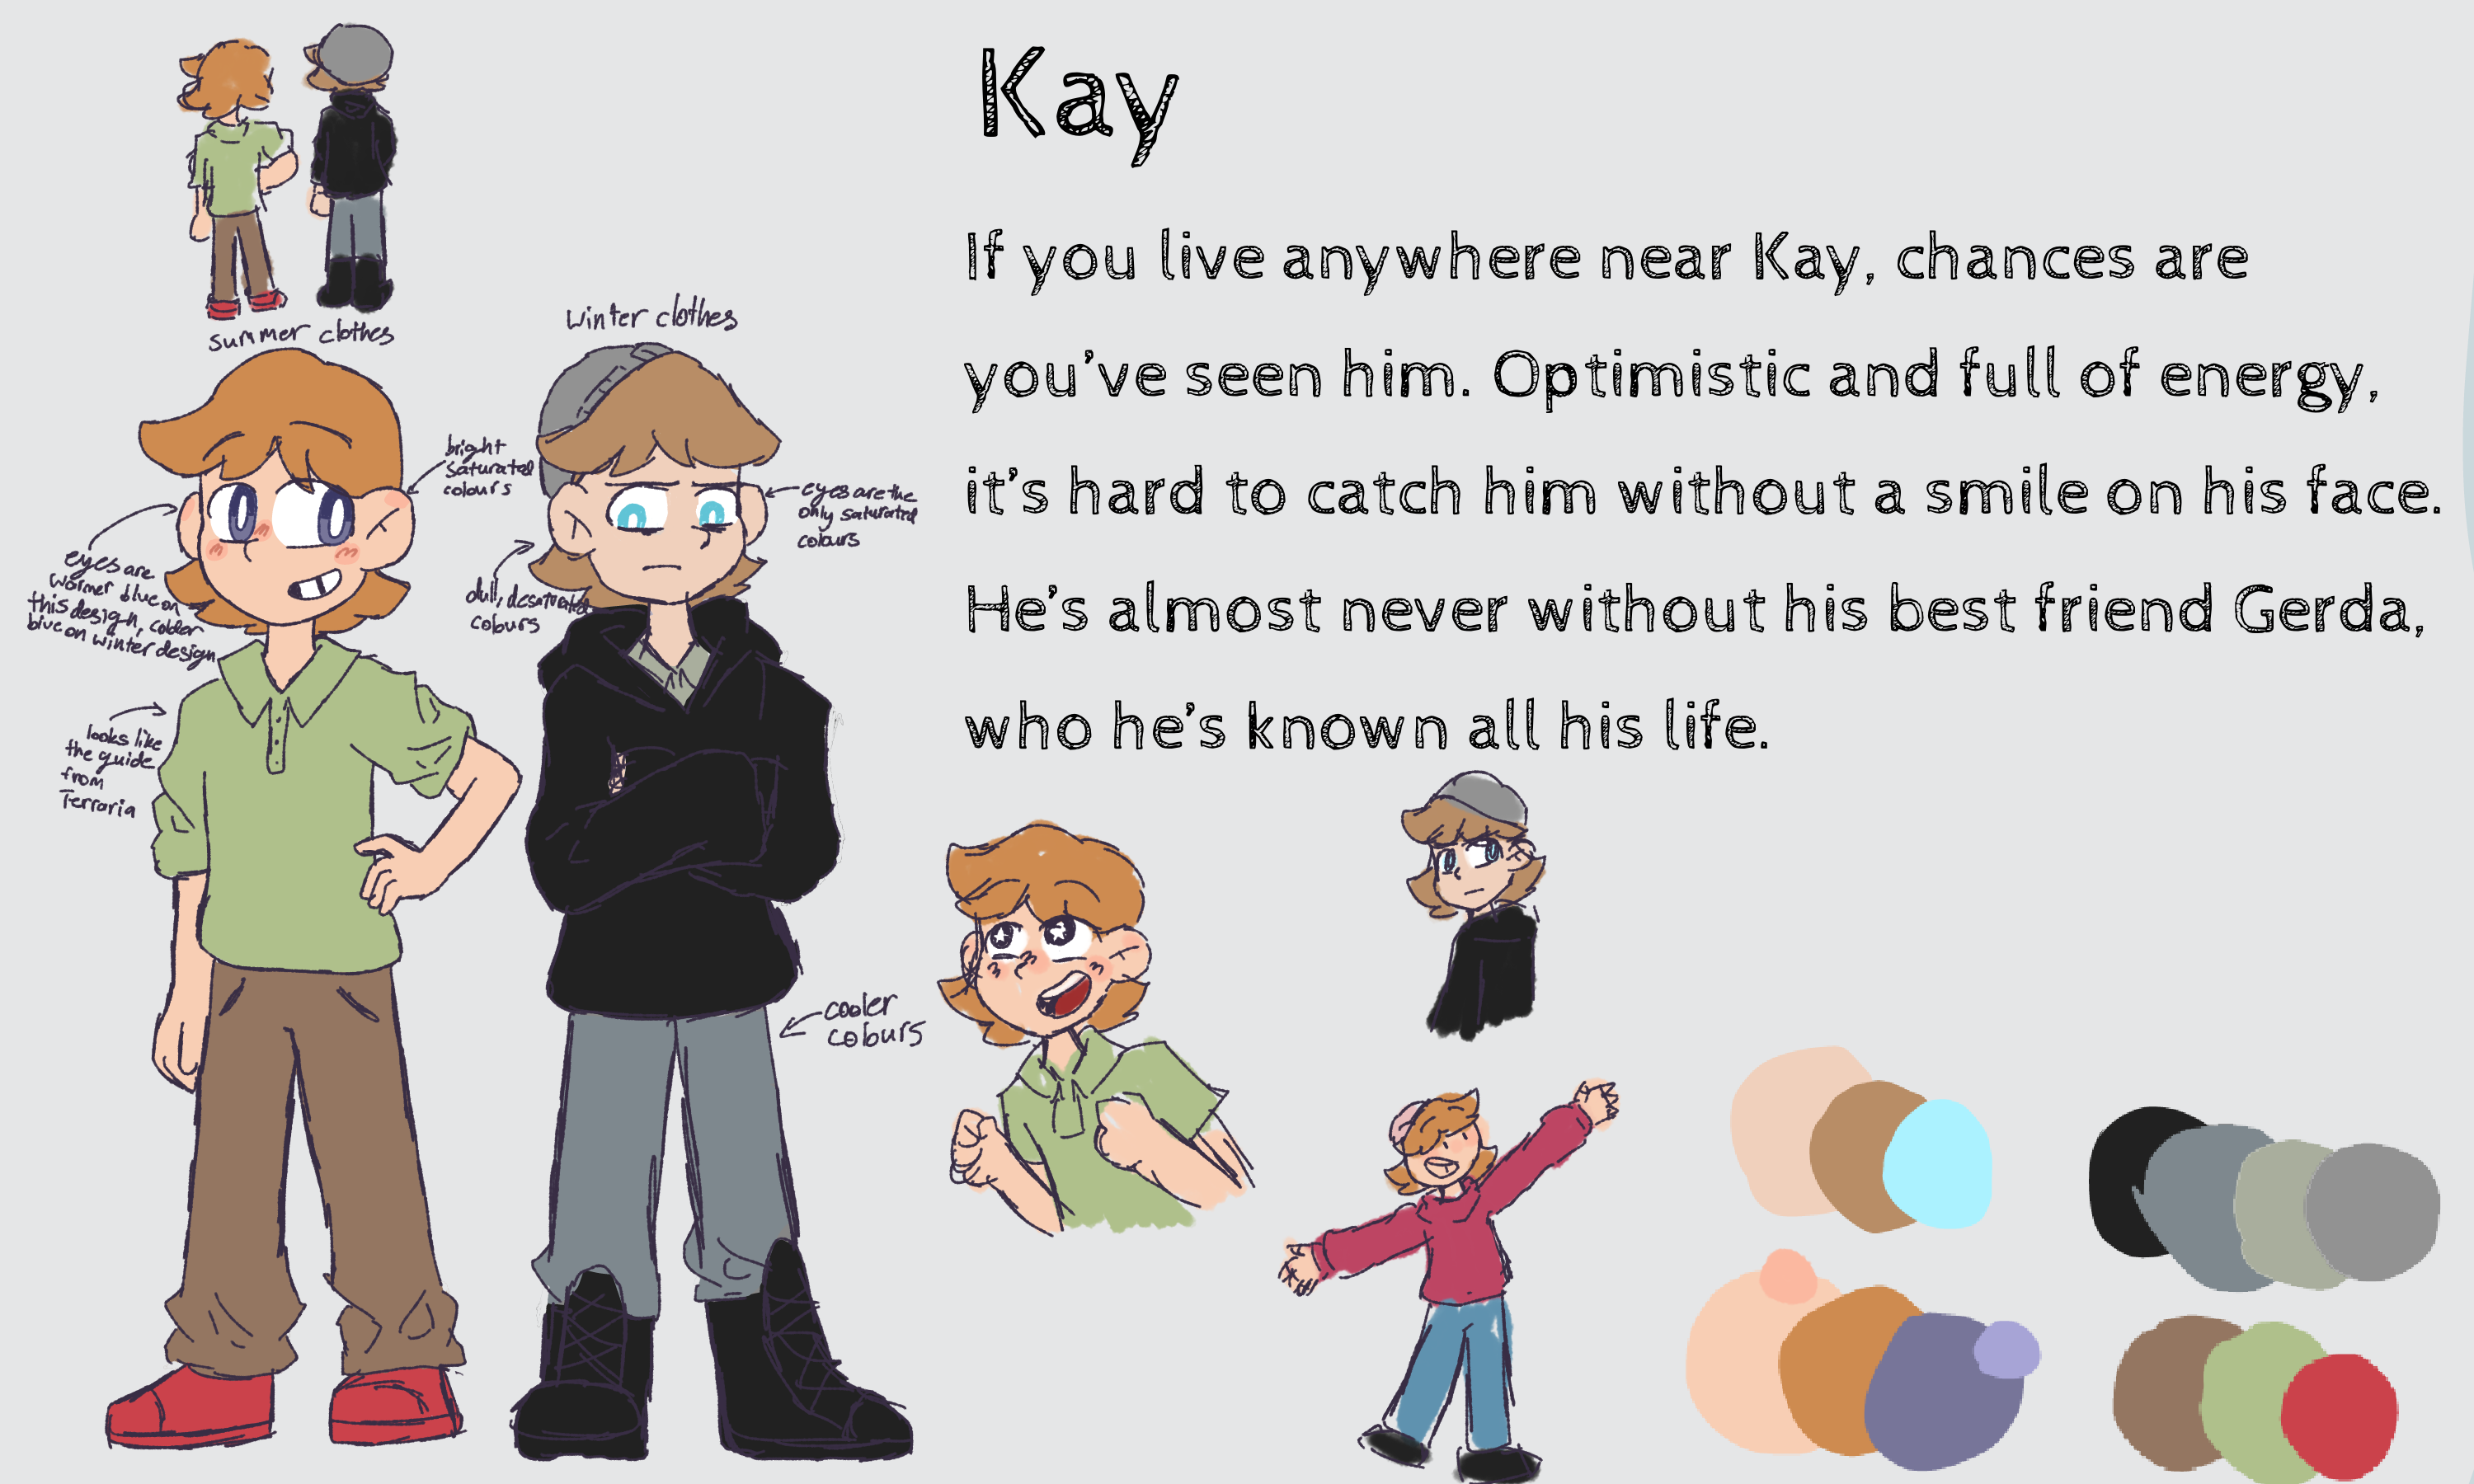 Kay
If you live anywhere near Kay, chances are
you've seen him. Optimistic and full of energy,
it's hard to catch him without a smile on his face.
He's almost never without his best friend Gerda,
who he's known all his life.
summer clothes
winter clothes
bright
saturated
colours
eyes are the
only saturated
colours
eyes are
warmer blue on
this design, colder
blue on winter design
dull, desaturated
colours
looks like
the guide
from
Terraria
cooler
colours